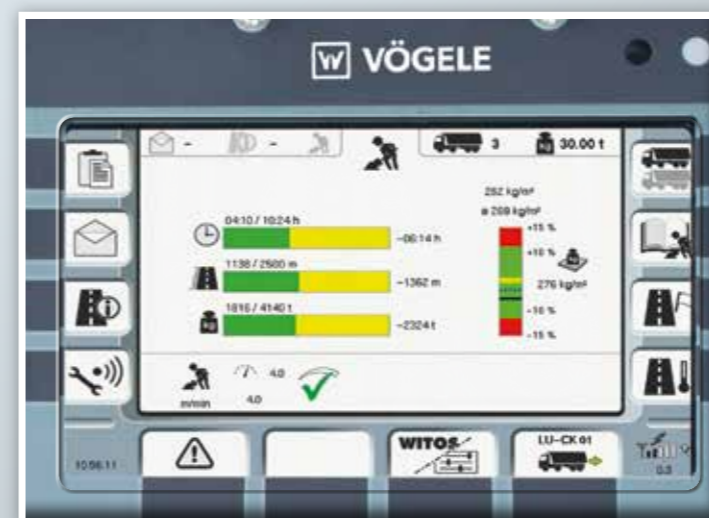 W VÖGELE
- - 3 kg 30.00 t
282 kg/m²
ø 269 kg/m²
04:10 / 10:24 h
+15 %
-06:14 h
+10 %
1138 / 2500 m
-1362 m
276 kg/m²
1816 / 4140 t
kg
-10 %
-2324 t
-15 %
4.0
m/min 4.0
10:56:11
WITOS
LU-CK 01
0.3